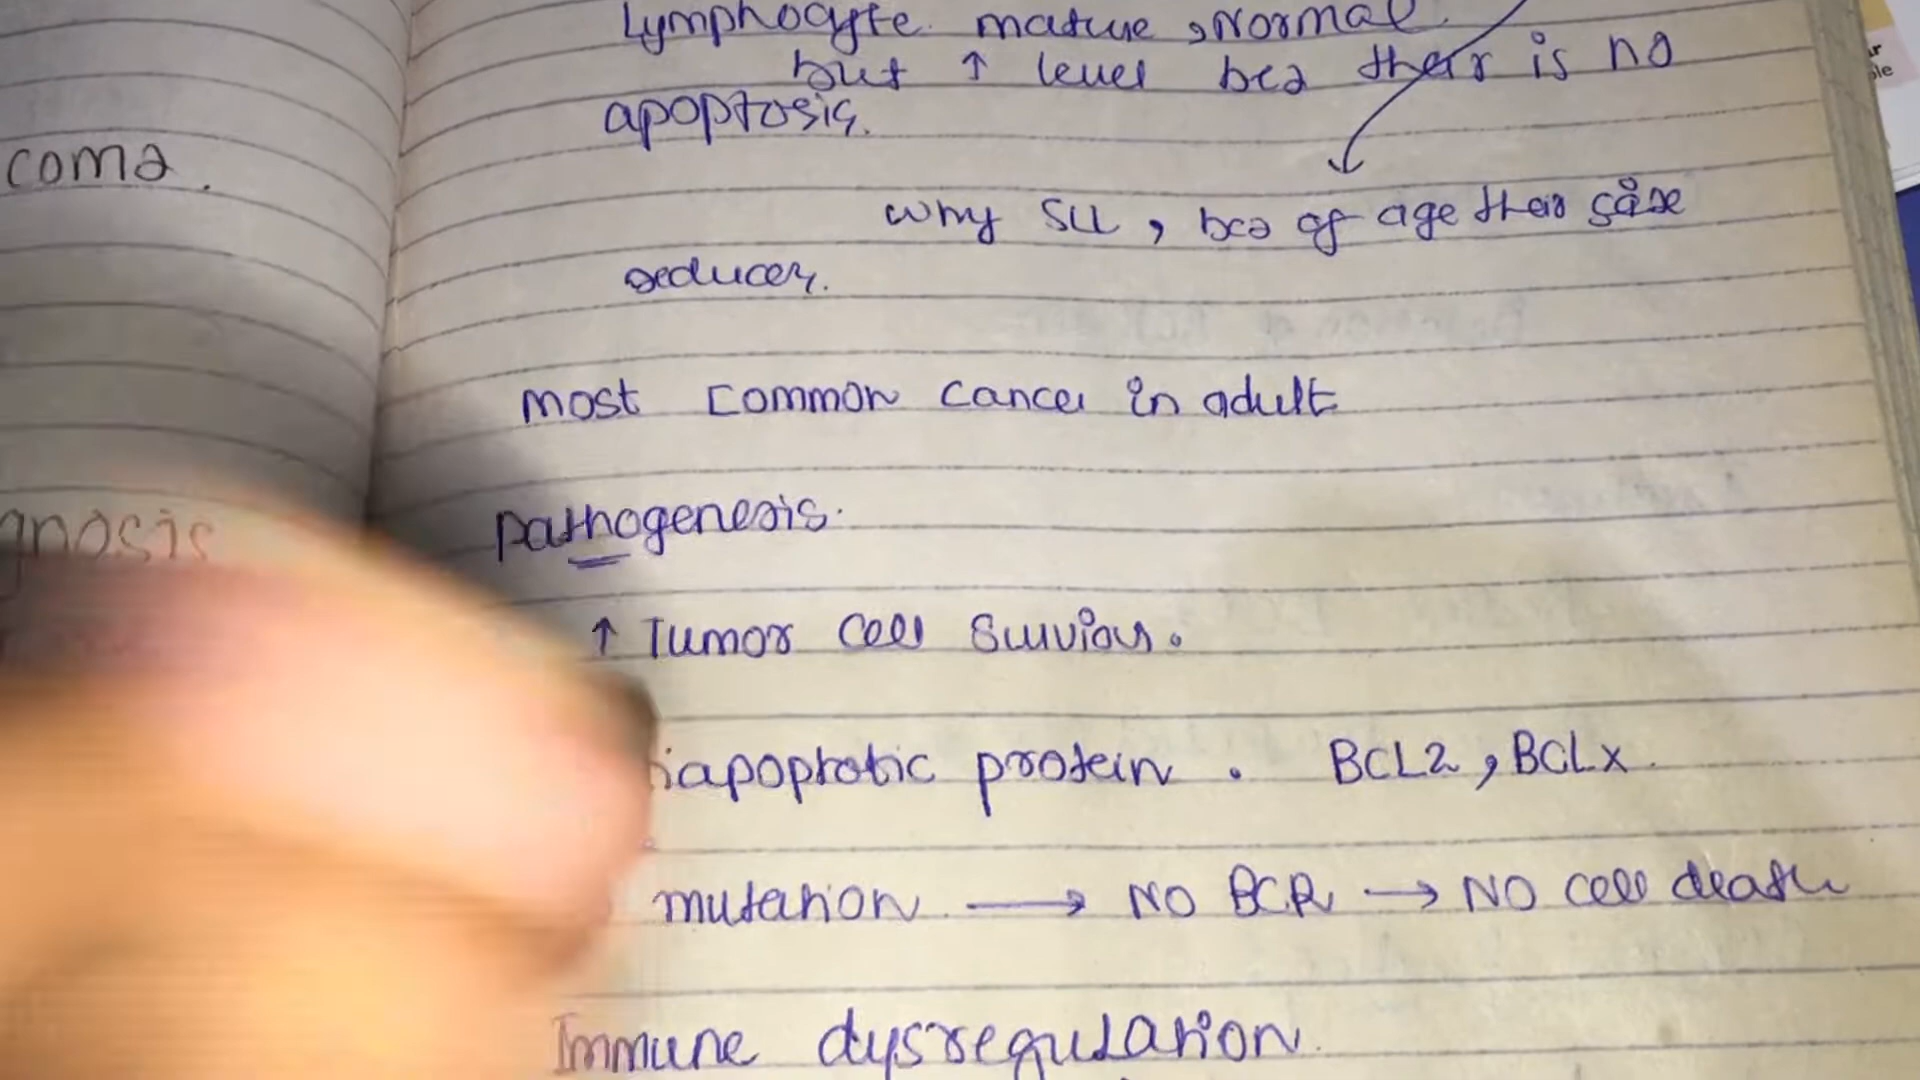 Lymphocyte mature, Normal.
but ↑ level bcz their is no
apoptosis.
coma.
why SLL, bcz of age their size
reduces.
most common cancer in adult
gnosis
pathogenesis.
↑ Tumor cell
iapoptotic protein. BCL2, BCLX.
mutation → NO BCR → NO cell death
Immune dysregulation.